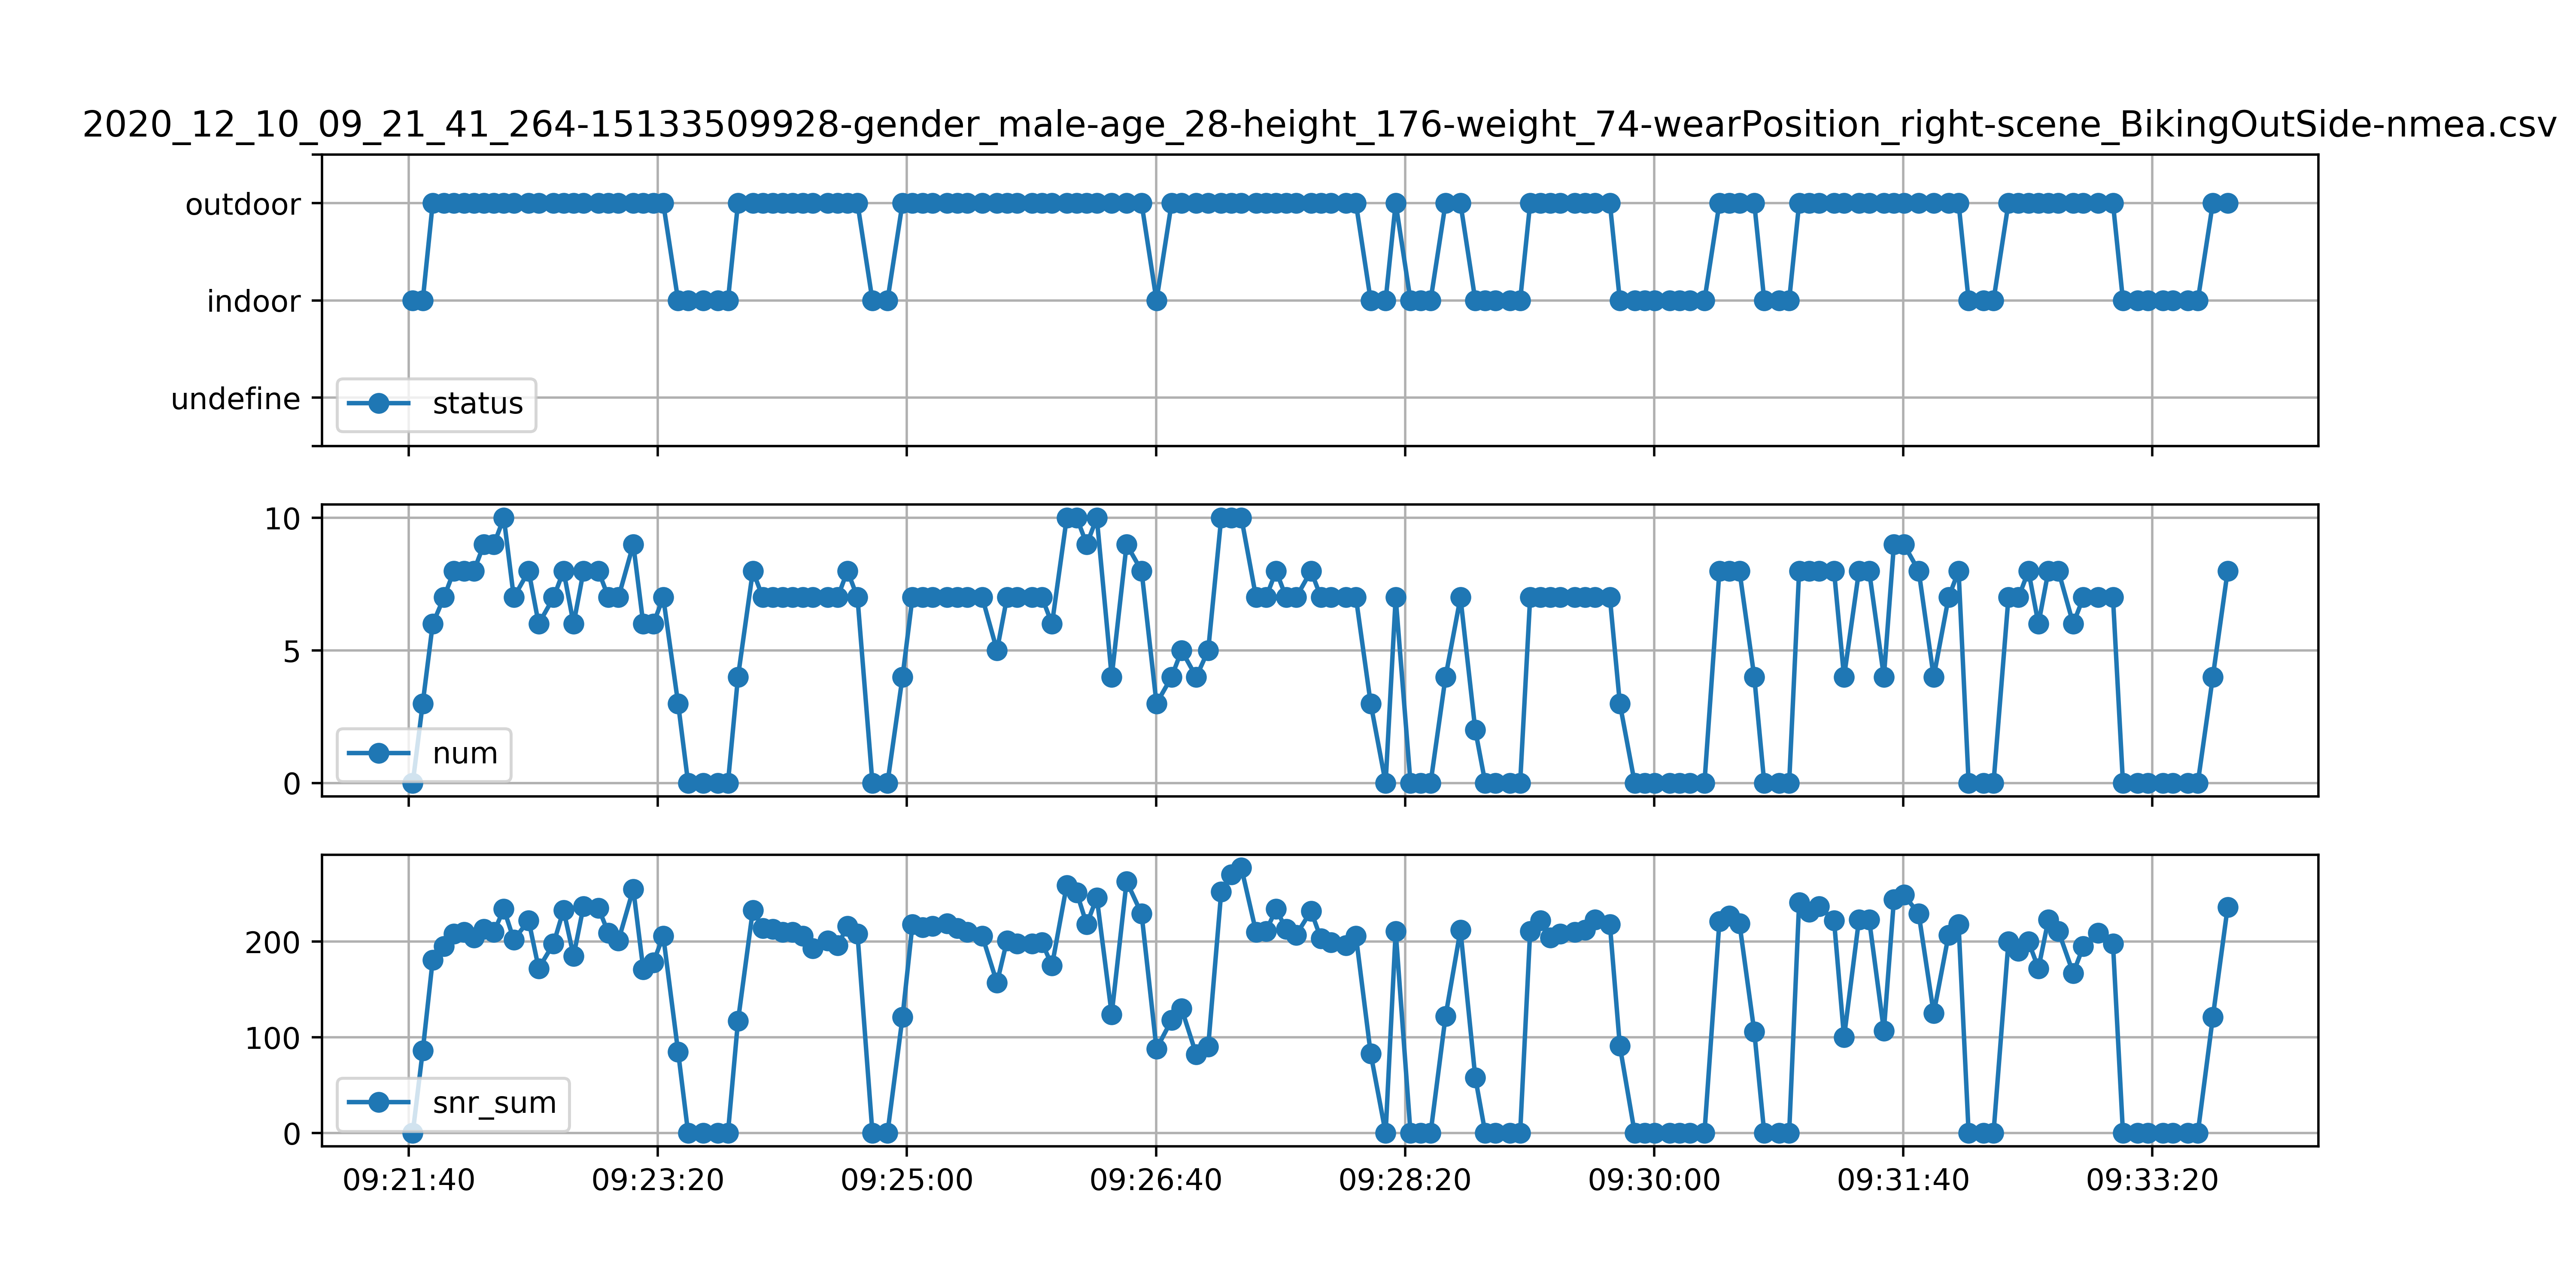 2020_12_10_09_21_41_264-15133509928-gender_male-age_28-height_176-weight_74-wearPosition_right-scene_BikingOutSide-nmea.csv
outdoor
indoor
undefine
status
10
5
0
num
200
100
0
snr_sum
09:21:40 09:23:20 09:25:00 09:26:40 09:28:20 09:30:00 09:31:40 09:33:20